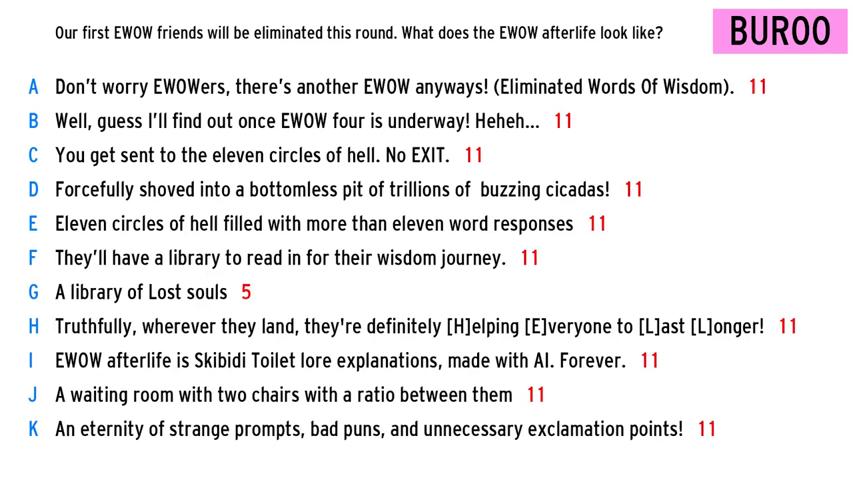 Our first EWOW friends will be eliminated this round. What does the EWOW afterlife look like?
BUROO
A Don't worry EWOWers, there's another EWOW anyways! (Eliminated Words Of Wisdom). 11
B Well, guess I'll find out once EWOW four is underway! Heheh... 11
C You get sent to the eleven circles of hell. No EXIT. 11
D Forcefully shoved into a bottomless pit of trillions of  buzzing cicadas! 11
E Eleven circles of hell filled with more than eleven word responses 11
F They'll have a library to read in for their wisdom journey. 11
G A library of Lost souls 5
H Truthfully, wherever they land, they're definitely [H]elping [E]veryone to [L]ast [L]onger! 11
I EWOW afterlife is Skibidi Toilet lore explanations, made with AI. Forever. 11
J A waiting room with two chairs with a ratio between them 11
K An eternity of strange prompts, bad puns, and unnecessary exclamation points! 11